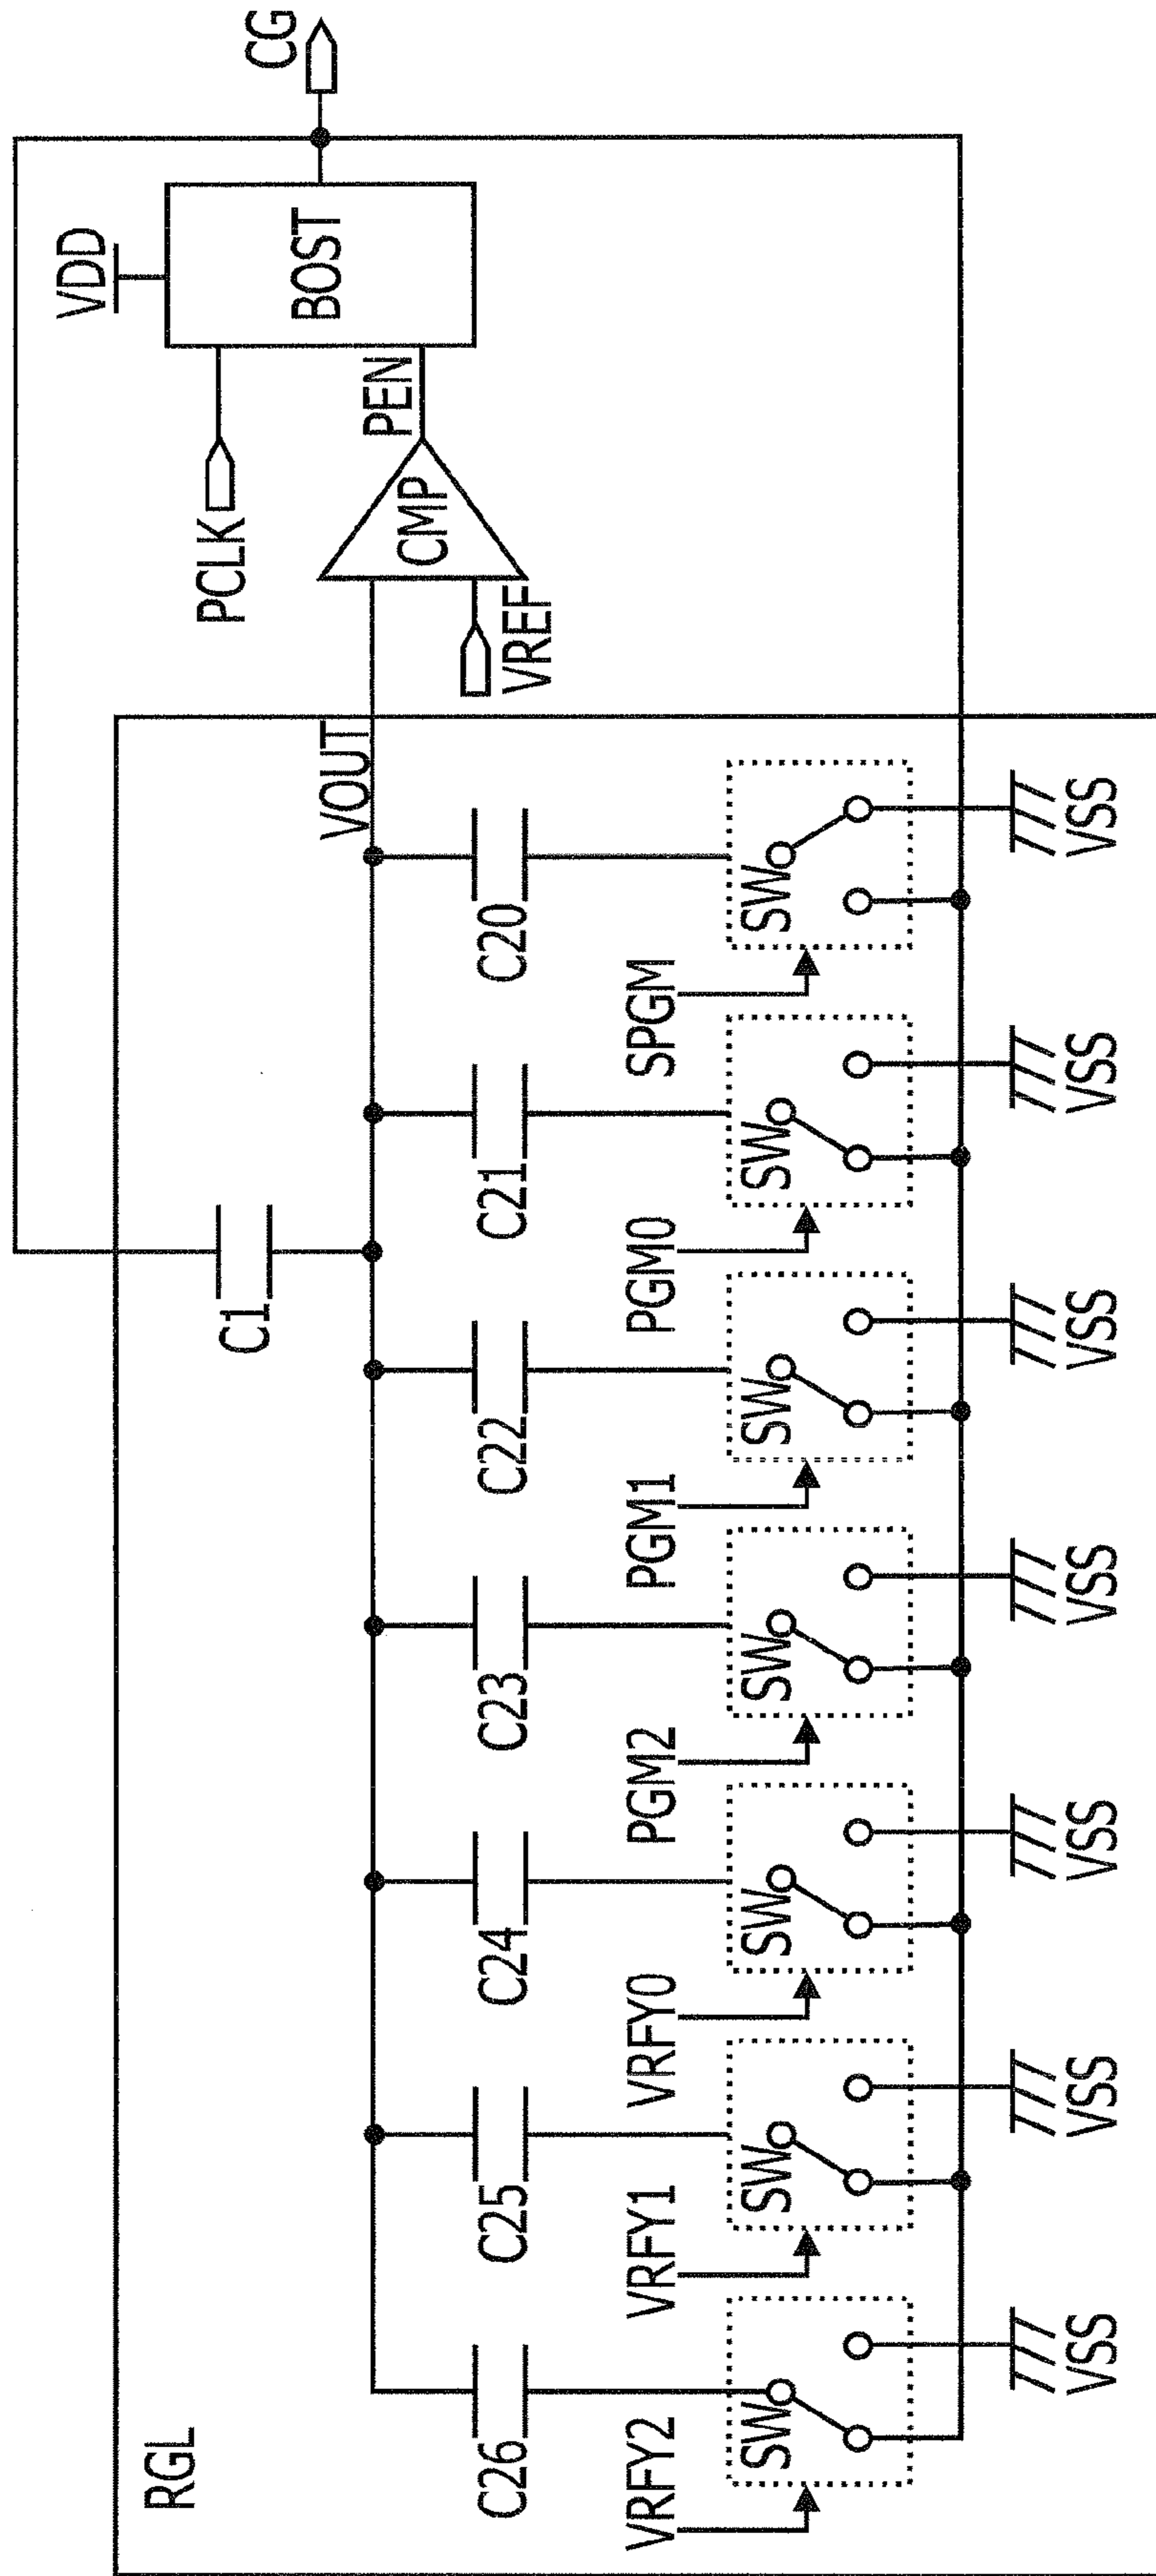 RGL
C1
VOUT
VDD
PCLK
BOST
CG
PEN
CMP
VREF
C26
C25
C24
C23
C22
C21
C20
VRFY2
VRFY1
VRFY0
PGM2
PGM1
PGM0
SPGM
SW
SW
SW
SW
SW
SW
SW
VSS
VSS
VSS
VSS
VSS
VSS
VSS